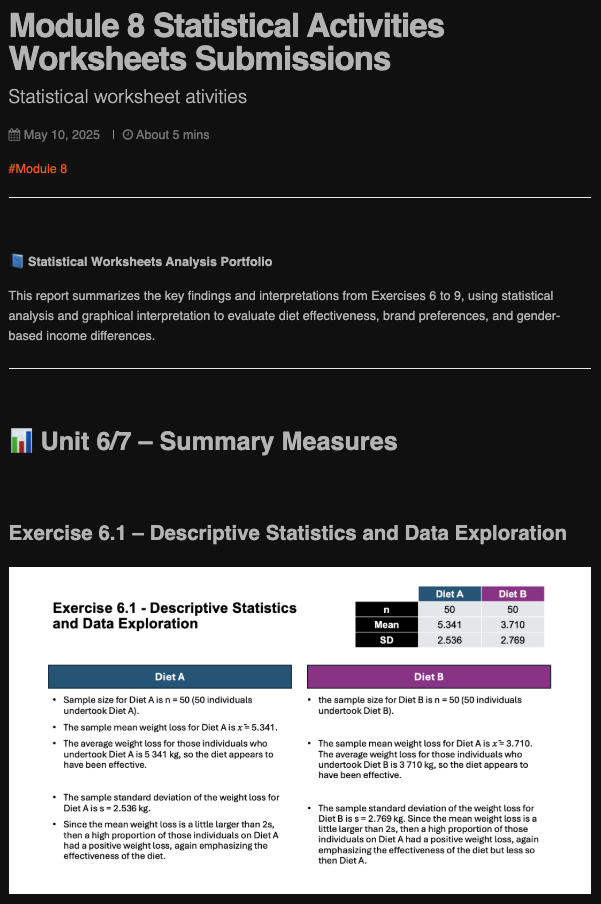 Module 8 Statistical Activities
Worksheets Submissions
Statistical worksheet ativities
May 10, 2025 | About 5 mins
#Module 8
Statistical Worksheets Analysis Portfolio
This report summarizes the key findings and interpretations from Exercises 6 to 9, using statistical
analysis and graphical interpretation to evaluate diet effectiveness, brand preferences, and gender-
based income differences.
Unit 6/7 – Summary Measures
Exercise 6.1 – Descriptive Statistics and Data Exploration
Exercise 6.1 - Descriptive Statistics
and Data Exploration
Diet A Diet B
n 50 50
Mean 5.341 3.710
SD 2.536 2.769
Diet A
• Sample size for Diet A is n = 50 (50 individuals
undertook Diet A).
• The sample mean weight loss for Diet A is x̄ = 5.341.
• The average weight loss for those individuals who
undertook Diet A is 5 341 kg, so the diet appears to
have been effective.
• The sample standard deviation of the weight loss for
Diet A is s = 2.536 kg.
• Since the mean weight loss is a little larger than 2s,
then a high proportion of those individuals on Diet A
had a positive weight loss, again emphasizing the
effectiveness of the diet.
Diet B
• the sample size for Diet B is n = 50 (50 individuals
undertook Diet B).
• The sample mean weight loss for Diet A is x̄ = 3.710.
The average weight loss for those individuals who
undertook Diet B is 3 710 kg, so the diet appears to
have been effective.
• The sample standard deviation of the weight loss for
Diet B is s = 2.769 kg. Since the mean weight loss is a
little larger than 2s, then a high proportion of those
individuals on Diet A had a positive weight loss, again
emphasizing the effectiveness of the diet but less so
then Diet A.